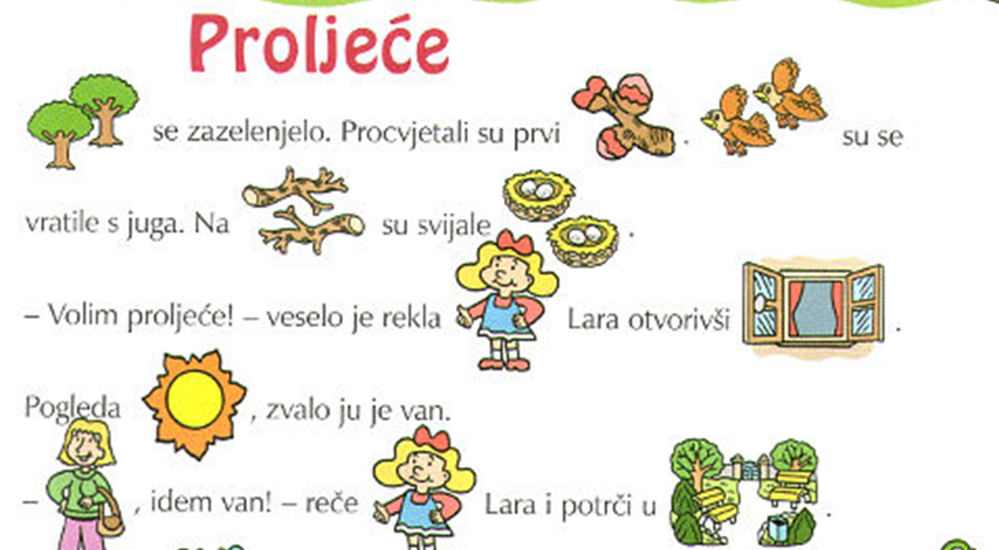 Proljeće
se zazelenjelo. Procvjetali su prvi . su se
vratile s juga. Na su svijale .
– Volim proljeće! – veselo je rekla Lara otvorivši .
Pogleda , zvalo ju je van.
– , idem van! – reče Lara i potrči u .